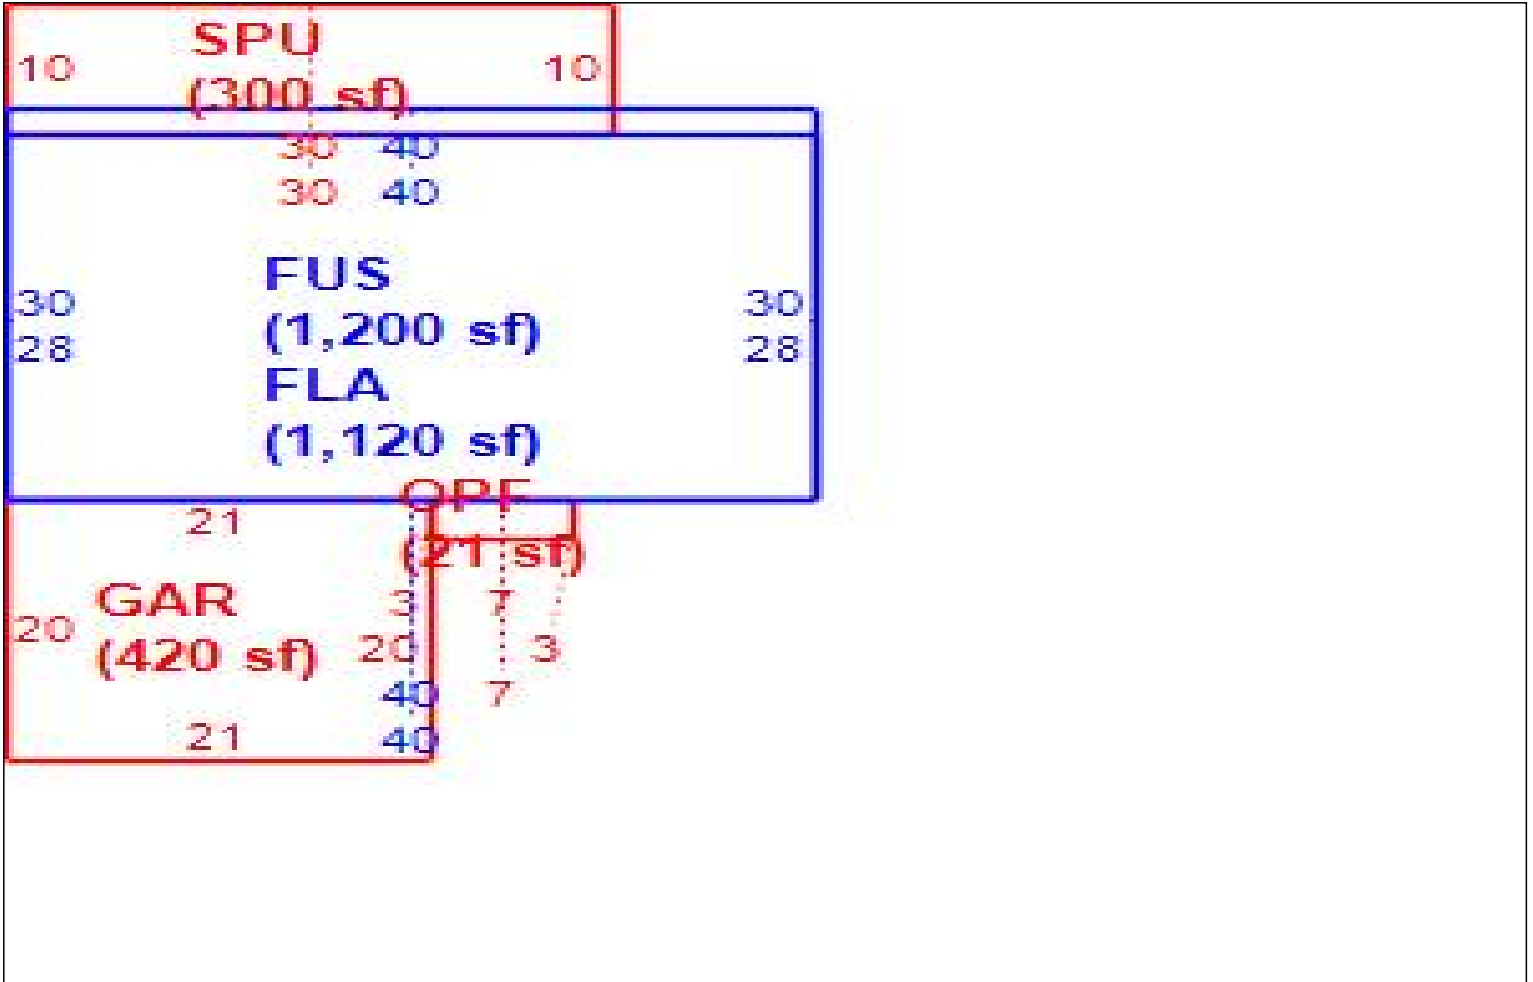 SPU
10 10
(300 sf)
30 40
30 40
FUS
30 30
(1,200 sf)
28 28
FLA
(1,120 sf)
OPF
21
(21 sf)
GAR
3 7
20
(420 sf)
20 3
40 7
21 40